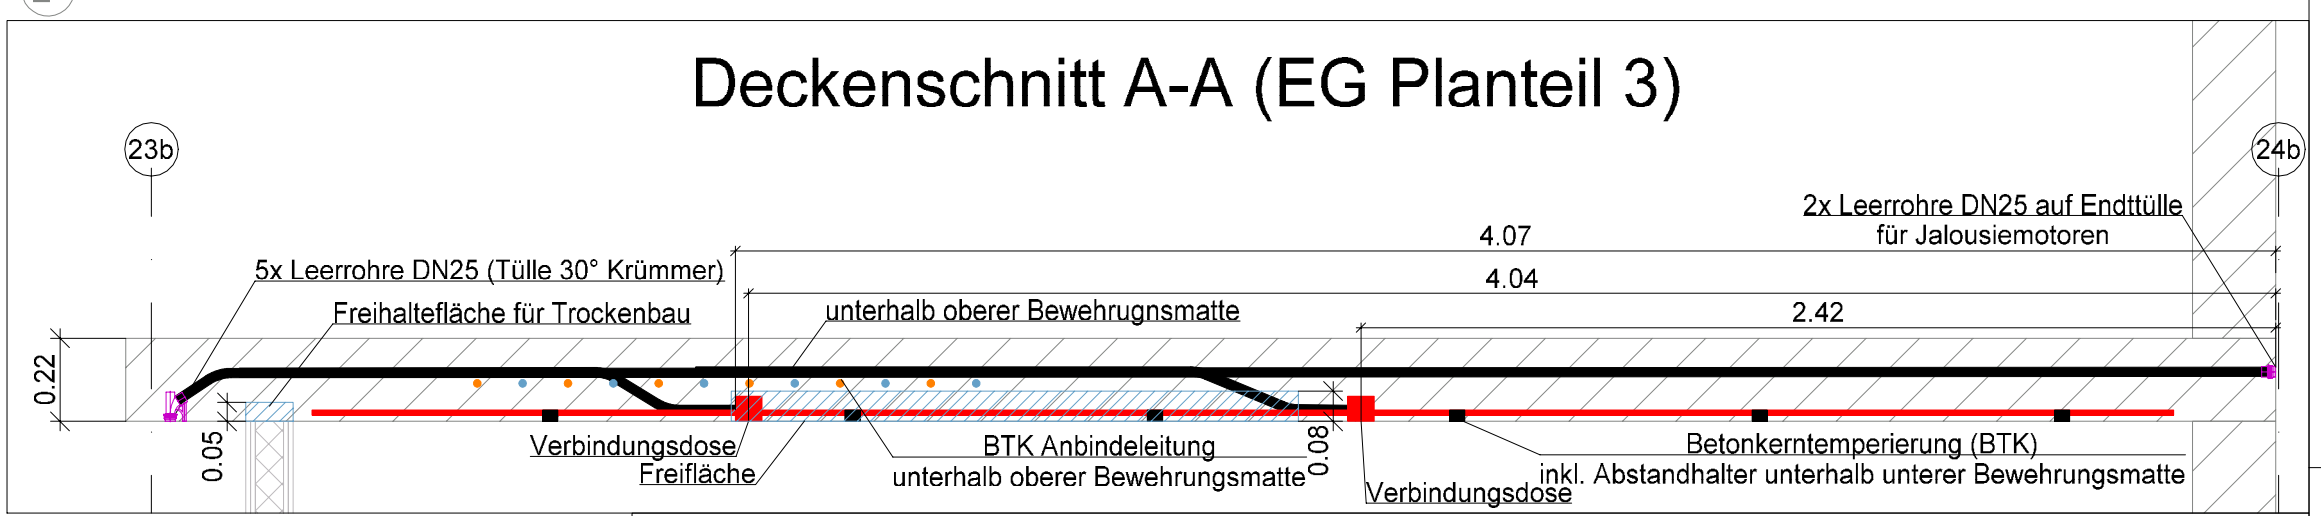 Deckenschnitt A-A (EG Planteil 3)
23b
24b
2x Leerrohre DN25 auf Endttülle
für Jalousiemotoren
4.07
5x Leerrohre DN25 (Tülle 30° Krümmer)
4.04
Freihaltefläche für Trockenbau
unterhalb oberer Bewehrugnsmatte
2.42
0.22
0.05
Verbindungsdose
Freifläche
BTK Anbindeleitung
unterhalb oberer Bewehrungsmatte
0.08
Betonkerntemperierung (BTK)
inkl. Abstandhalter unterhalb unterer Bewehrungsmatte
Verbindungsdose